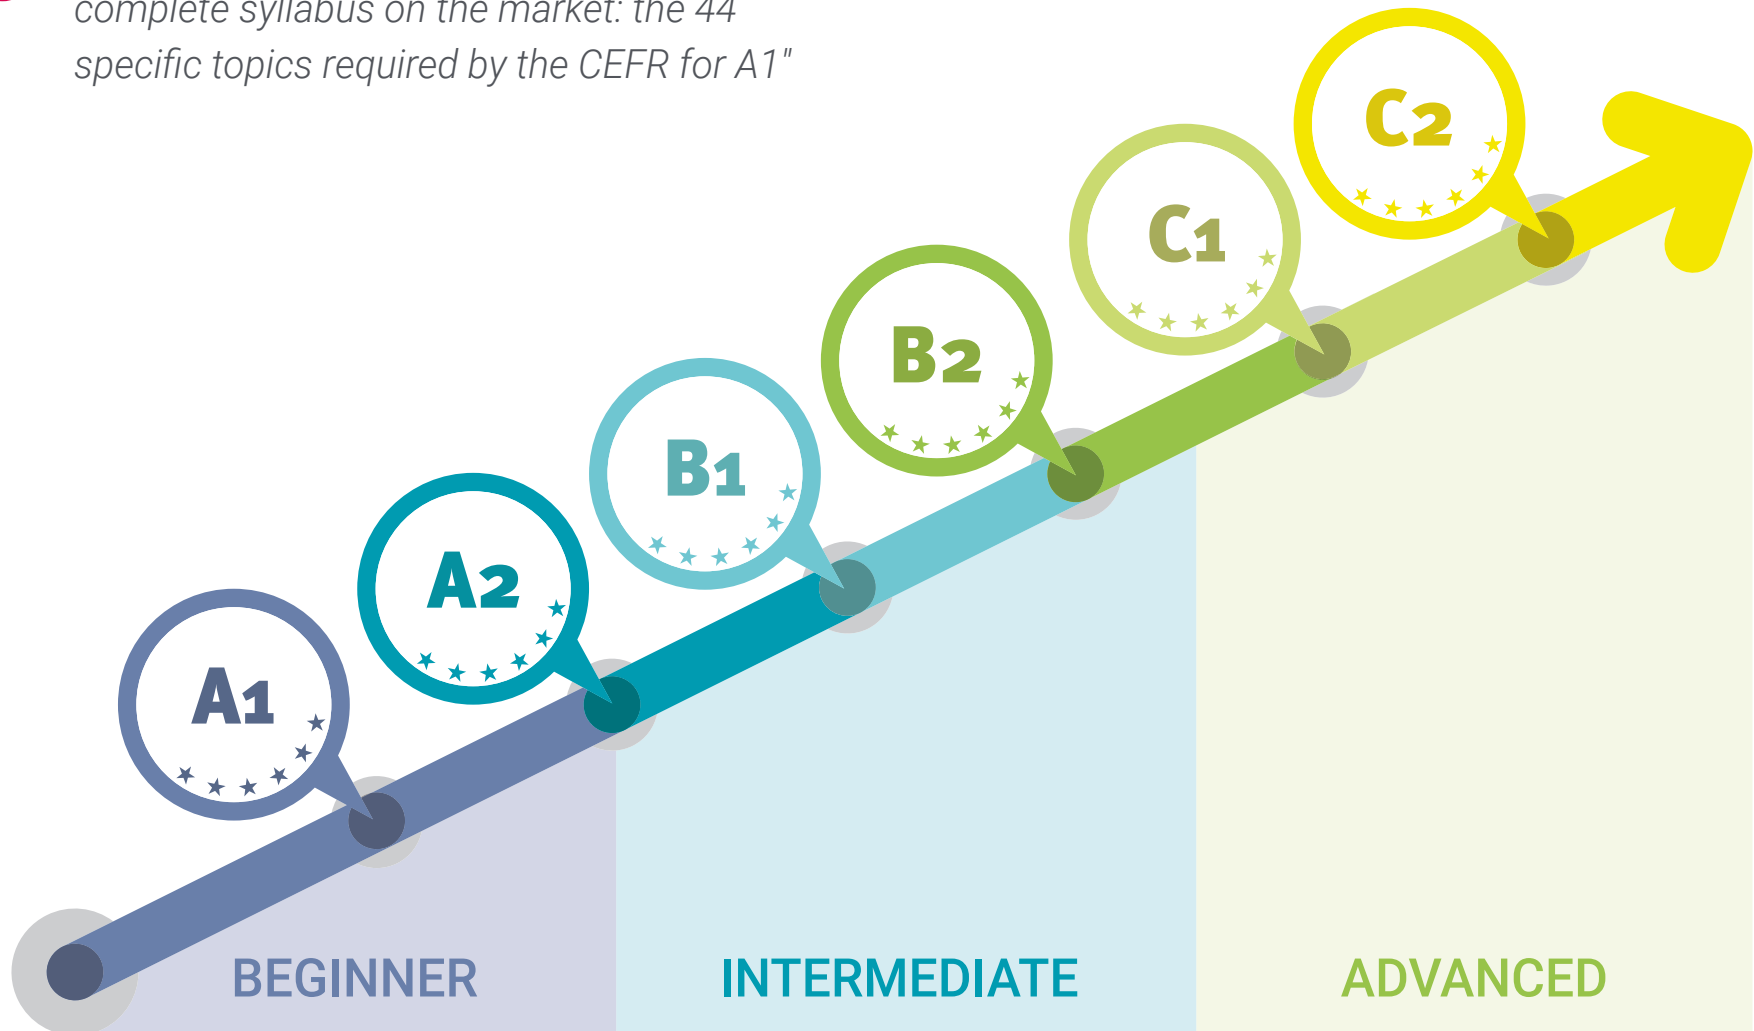 complete syllabus on the market: the 44
specific topics required by the CEFR for A1"
C2
C1
B2
B1
A2
A1
BEGINNER
INTERMEDIATE
ADVANCED